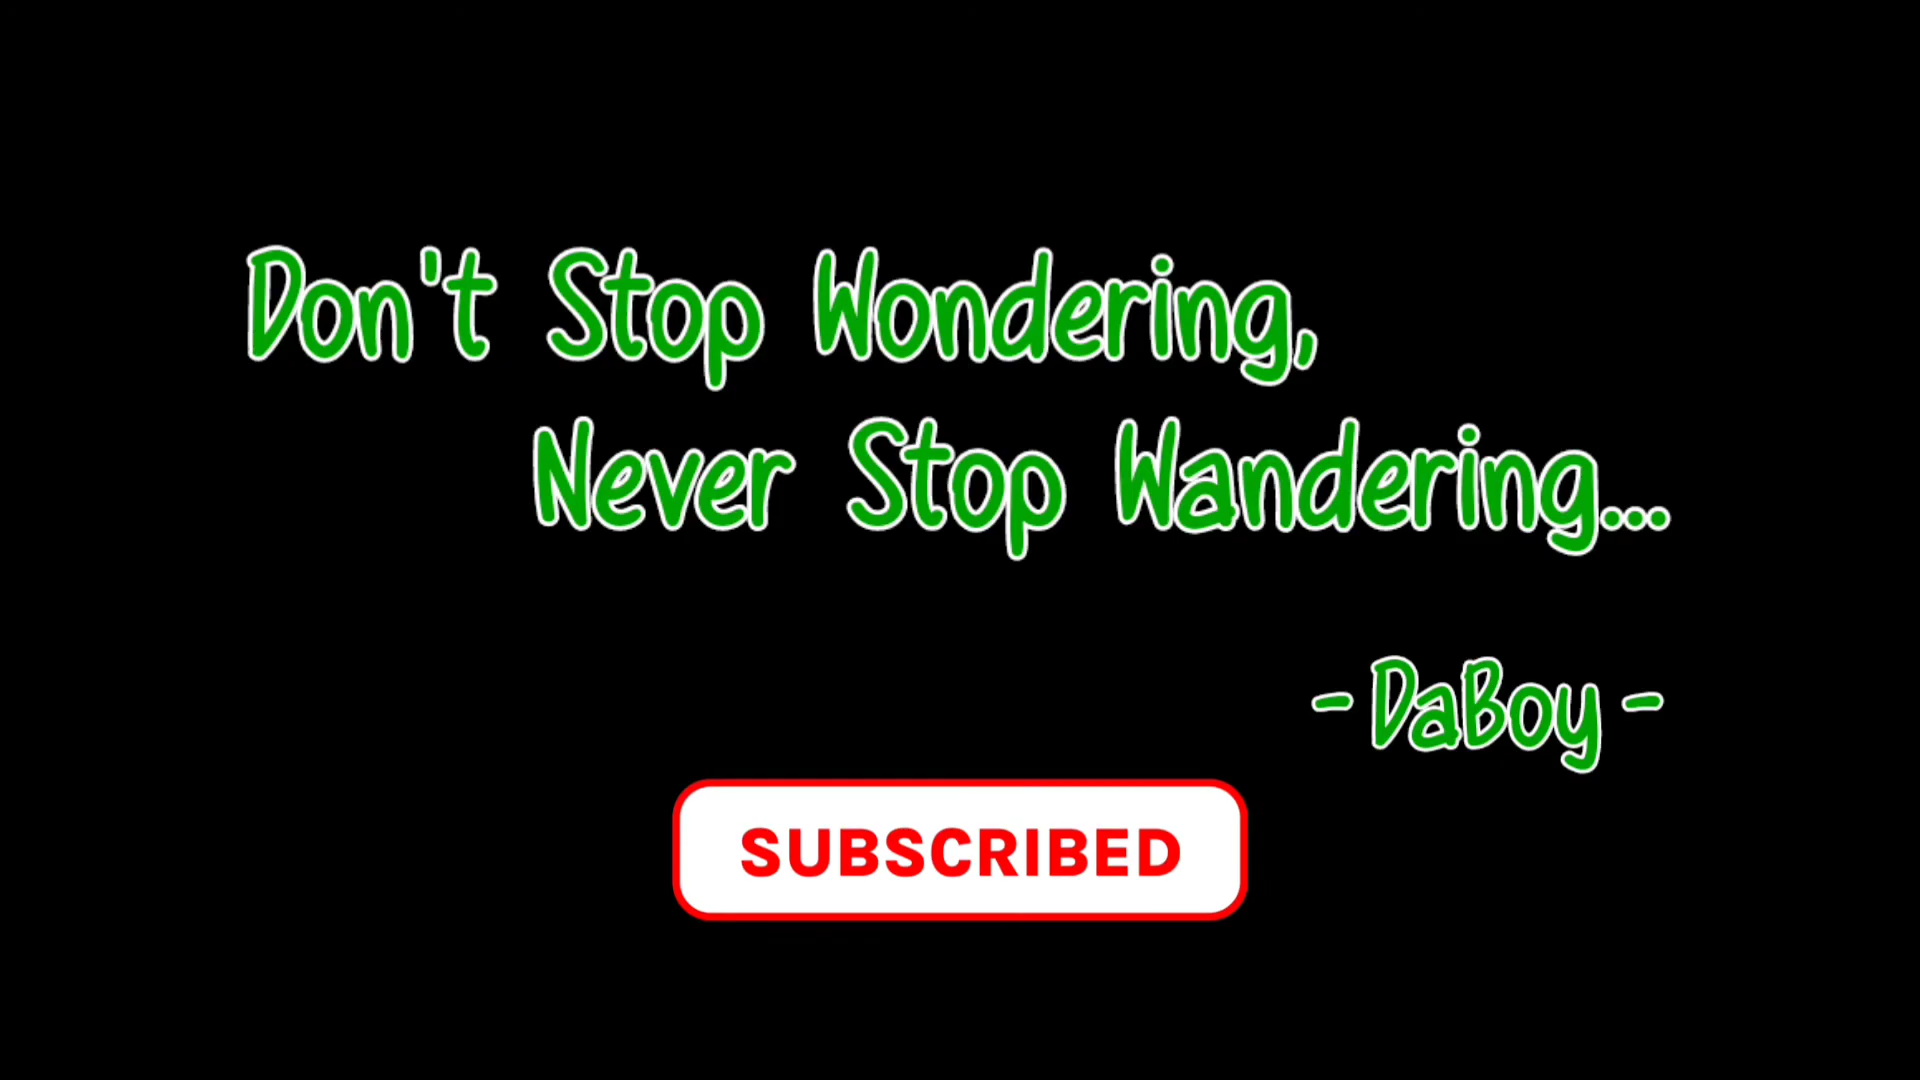 Don't Stop Wondering,
Never Stop Wandering...
- DaBoy -
SUBSCRIBED